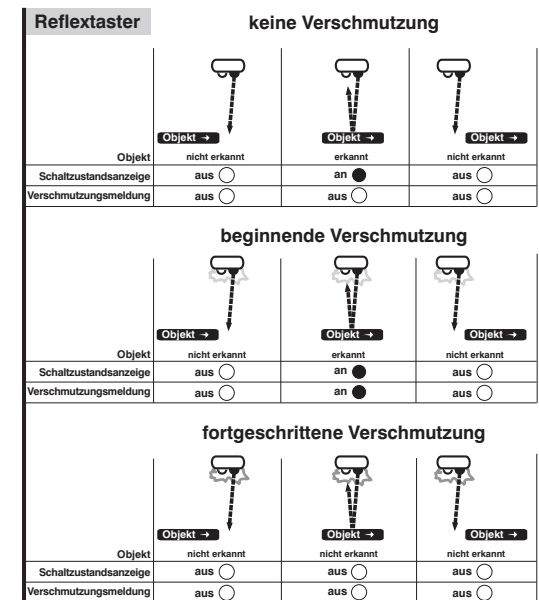 Reflextaster keine Verschmutzung
Objekt → Objekt → Objekt →
Objekt nicht erkannt erkannt nicht erkannt
Schaltzustandsanzeige aus an aus
Verschmutzungsmeldung aus aus aus
beginnende Verschmutzung
Objekt → Objekt → Objekt →
Objekt nicht erkannt erkannt nicht erkannt
Schaltzustandsanzeige aus an aus
Verschmutzungsmeldung aus an aus
fortgeschrittene Verschmutzung
Objekt → Objekt → Objekt →
Objekt nicht erkannt nicht erkannt nicht erkannt
Schaltzustandsanzeige aus aus aus
Verschmutzungsmeldung aus aus aus